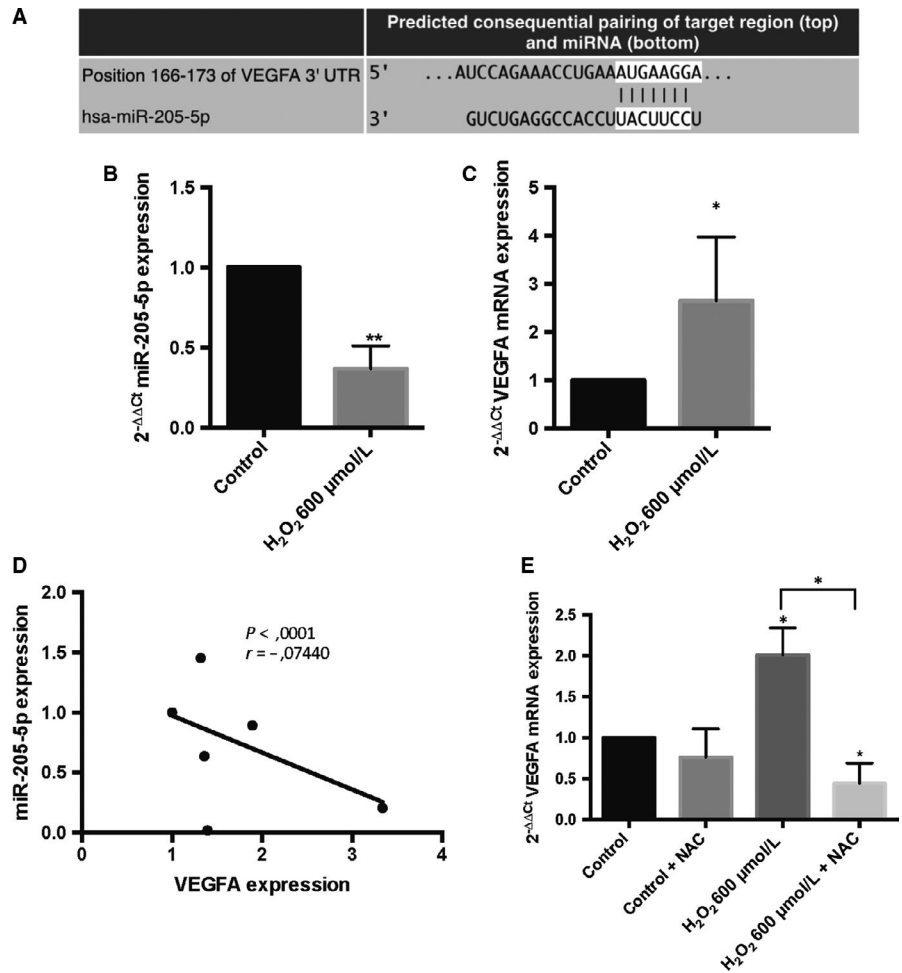 A
Predicted consequential pairing of target region (top)
and miRNA (bottom)
Position 166-173 of VEGFA 3' UTR 5' ...AUCCAGAAACCUGAAAUGAAGGA...
hsa-miR-205-5p 3' GUCUGAGGCCACCUUACUUCCU
B
2-ΔΔCt miR-205-5p expression
1.5
1.0
0.5
0.0
**
Control
H2O2 600 µmol/L
C
2-ΔΔCt VEGFA mRNA expression
5
4
3
2
1
0
*
Control
H2O2 600 µmol/L
D
miR-205-5p expression
2.0
1.5
1.0
0.5
0.0
P < ,0001
r = – ,07440
0 1 2 3 4
VEGFA expression
E
2-ΔΔCt VEGFA mRNA expression
2.5
2.0
1.5
1.0
0.5
0.0
*
*
*
Control
Control + NAC
H2O2 600 µmol/L
H2O2 600 µmol/L + NAC